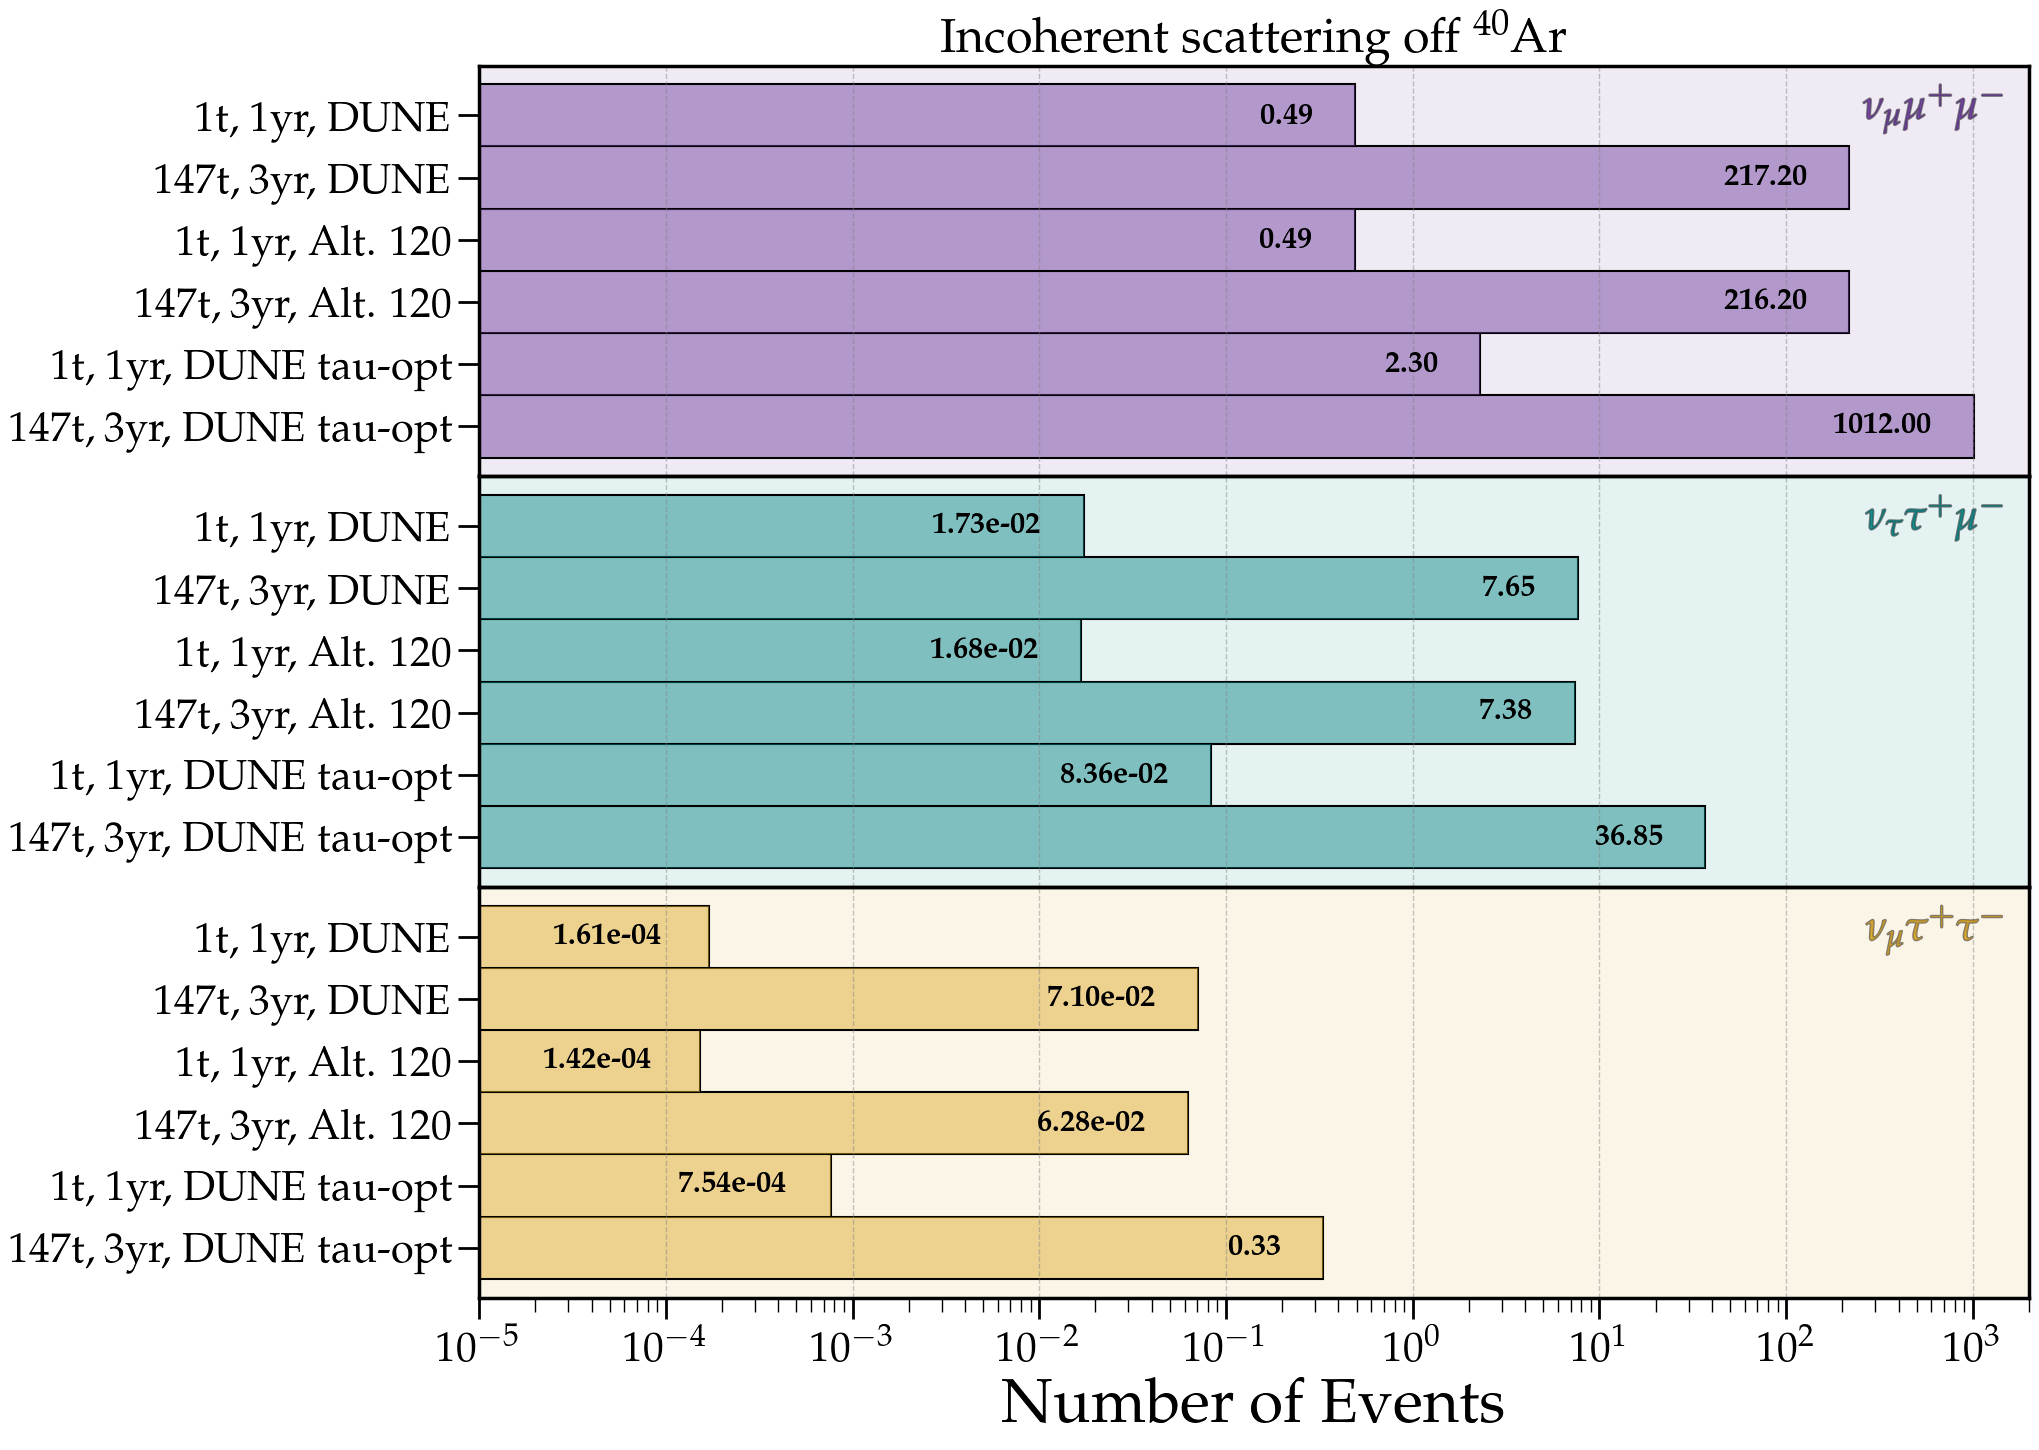 Incoherent scattering off ⁴⁰Ar
ν_μ μ⁺μ⁻
1t, 1yr, DUNE 0.49
147t, 3yr, DUNE 217.20
1t, 1yr, Alt. 120 0.49
147t, 3yr, Alt. 120 216.20
1t, 1yr, DUNE tau-opt 2.30
147t, 3yr, DUNE tau-opt 1012.00
ν_τ τ⁺μ⁻
1t, 1yr, DUNE 1.73e-02
147t, 3yr, DUNE 7.65
1t, 1yr, Alt. 120 1.68e-02
147t, 3yr, Alt. 120 7.38
1t, 1yr, DUNE tau-opt 8.36e-02
147t, 3yr, DUNE tau-opt 36.85
ν_μ τ⁺τ⁻
1t, 1yr, DUNE 1.61e-04
147t, 3yr, DUNE 7.10e-02
1t, 1yr, Alt. 120 1.42e-04
147t, 3yr, Alt. 120 6.28e-02
1t, 1yr, DUNE tau-opt 7.54e-04
147t, 3yr, DUNE tau-opt 0.33
10⁻⁵ 10⁻⁴ 10⁻³ 10⁻² 10⁻¹ 10⁰ 10¹ 10² 10³
Number of Events